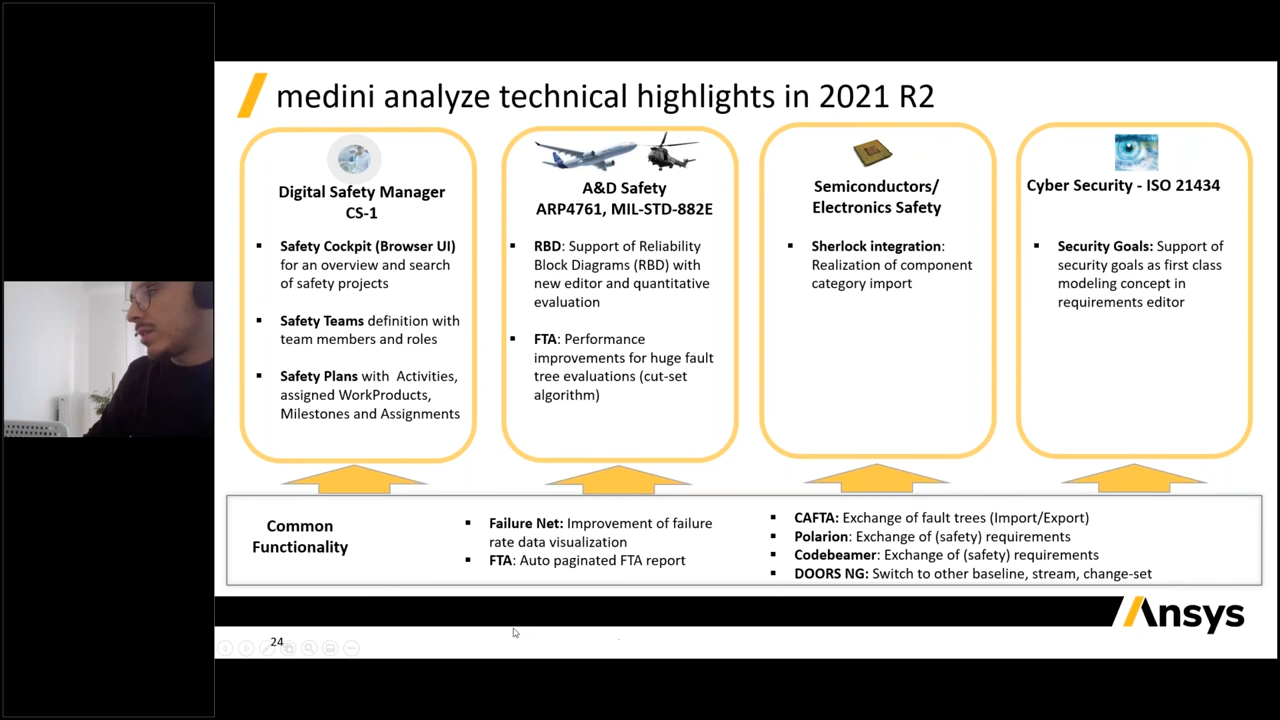 medini analyze technical highlights in 2021 R2
Digital Safety Manager
CS-1
▪ Safety Cockpit (Browser UI)
for an overview and search
of safety projects
▪ Safety Teams definition with
team members and roles
▪ Safety Plans with Activities,
assigned WorkProducts,
Milestones and Assignments
A&D Safety
ARP4761, MIL-STD-882E
▪ RBD: Support of Reliability
Block Diagrams (RBD) with
new editor and quantitative
evaluation
▪ FTA: Performance
improvements for huge fault
tree evaluations (cut-set
algorithm)
Semiconductors/
Electronics Safety
▪ Sherlock integration:
Realization of component
category import
Cyber Security - ISO 21434
▪ Security Goals: Support of
security goals as first class
modeling concept in
requirements editor
Common
Functionality
▪ Failure Net: Improvement of failure
rate data visualization
▪ FTA: Auto paginated FTA report
▪ CAFTA: Exchange of fault trees (Import/Export)
▪ Polarion: Exchange of (safety) requirements
▪ Codebeamer: Exchange of (safety) requirements
▪ DOORS NG: Switch to other baseline, stream, change-set
Ansys
24